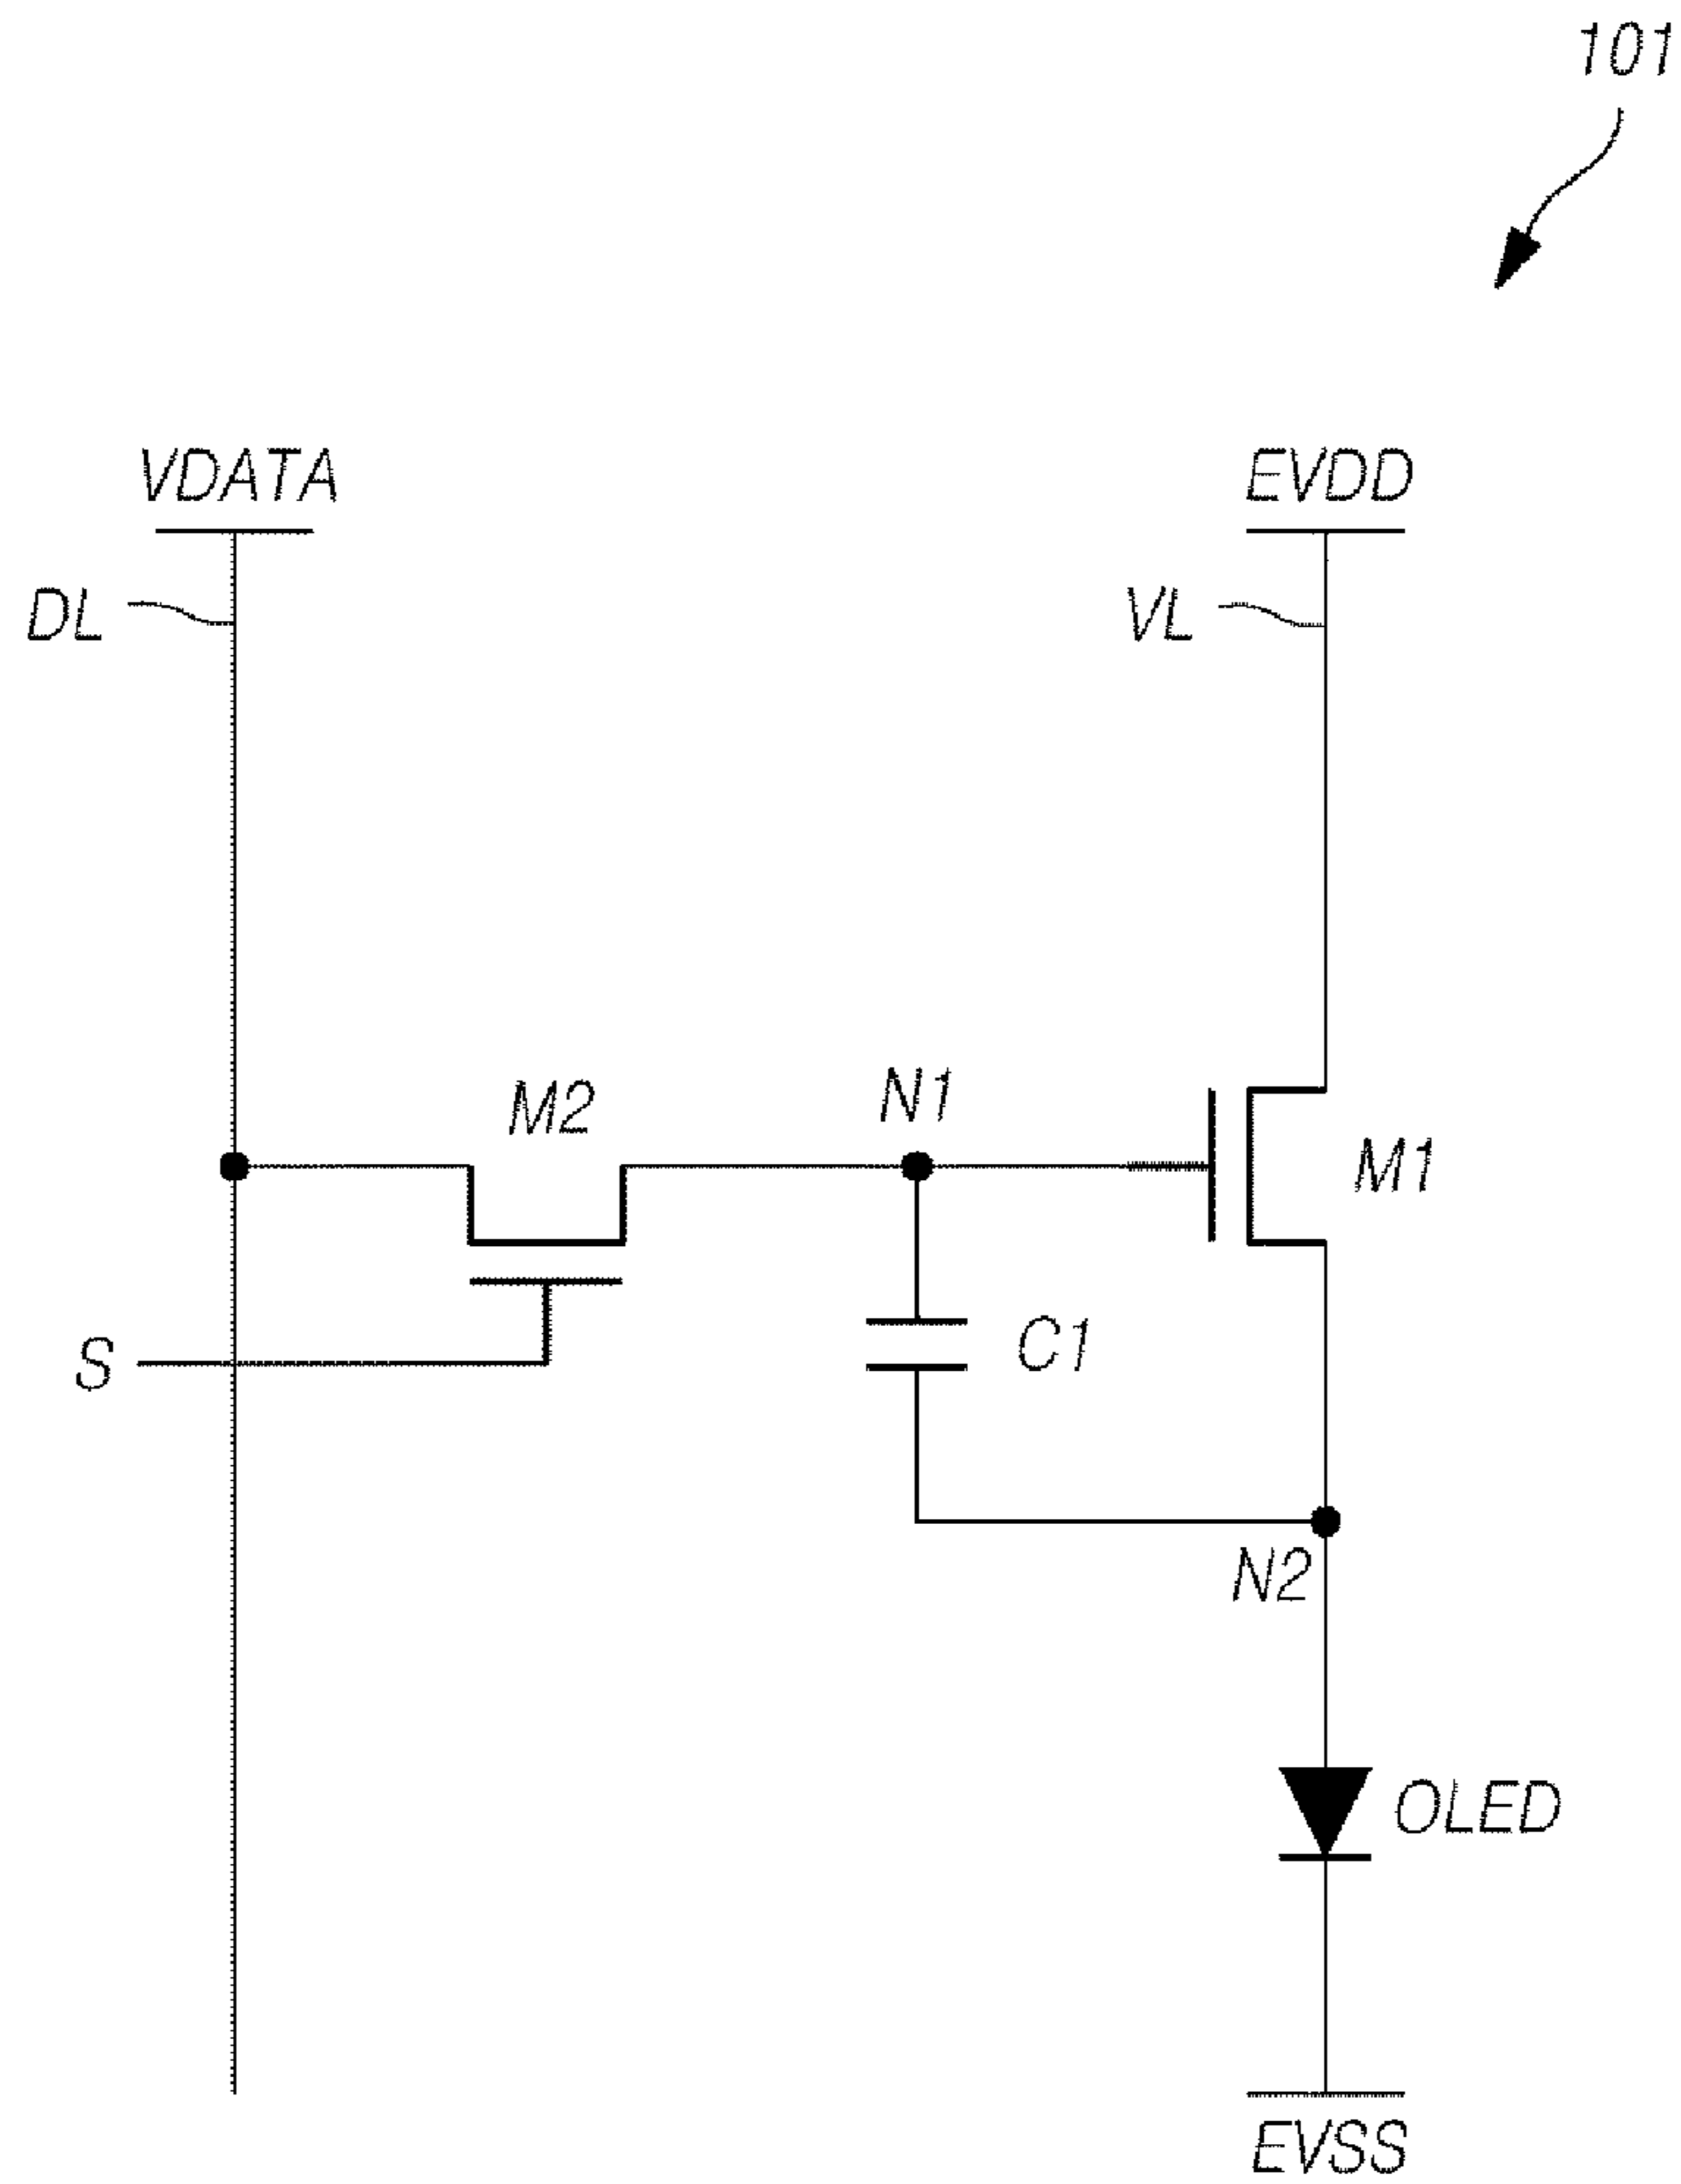 101
VDATA
EVDD
DL
VL
M2
N1
M1
S
C1
N2
OLED
EVSS